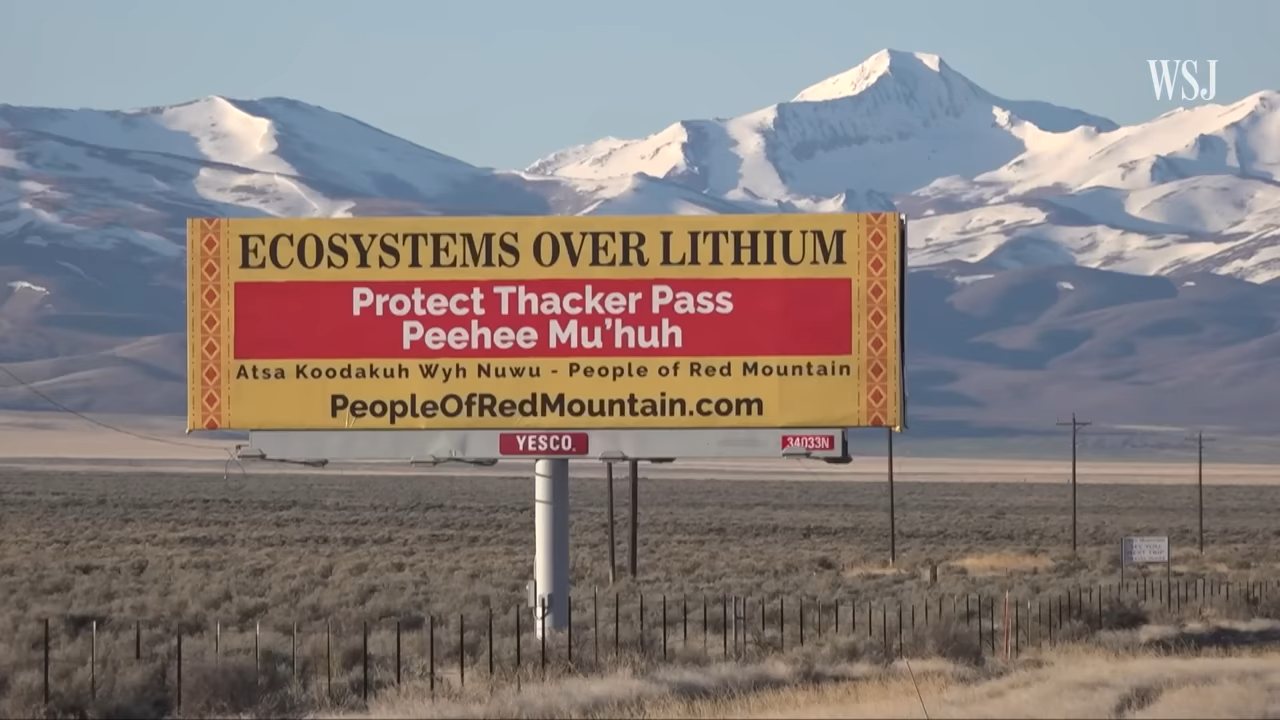 WSJ
ECOSYSTEMS OVER LITHIUM
Protect Thacker Pass
Peehee Mu'huh
Atsa Koodakuh Wyh Nuwu - People of Red Mountain
PeopleOfRedMountain.com
YESCO.
34033N